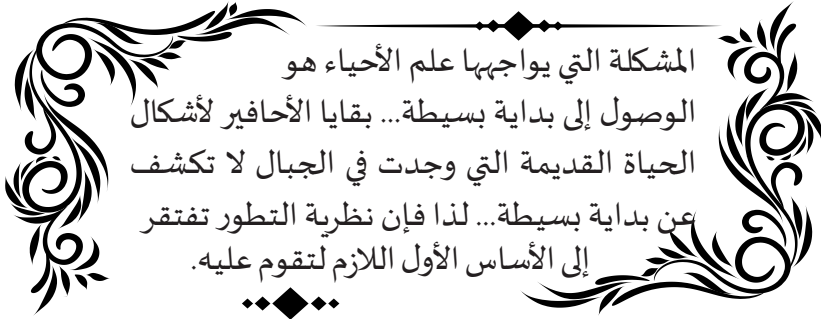 المشكلة التي يواجهها علم الأحياء هو
الوصول إلى بداية بسيطة... بقايا الأحافير لأشكال
الحياة القديمة التي وجدت في الجبال لا تكشف
عن بداية بسيطة... لذا فإن نظرية التطور تفتقر
إلى الأساس الأول اللازم لتقوم عليه.